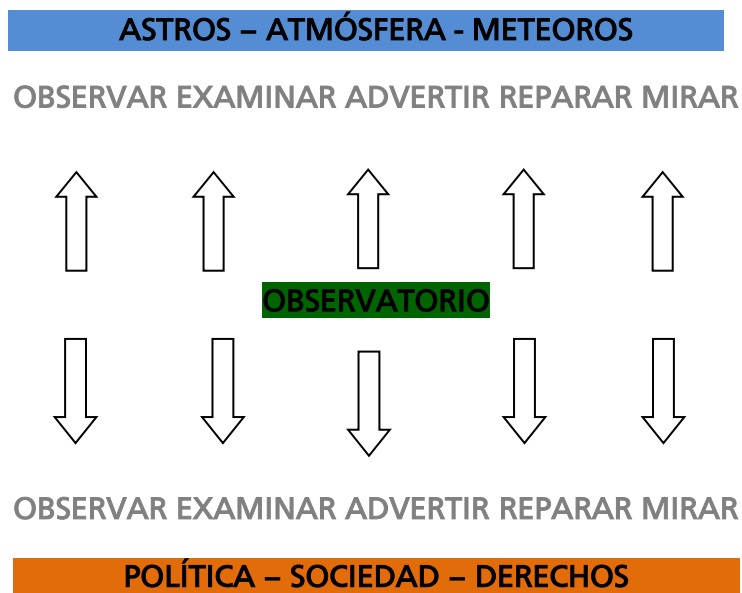 ASTROS – ATMÓSFERA - METEOROS
OBSERVAR EXAMINAR ADVERTIR REPARAR MIRAR
OBSERVATORIO
OBSERVAR EXAMINAR ADVERTIR REPARAR MIRAR
POLÍTICA – SOCIEDAD – DERECHOS